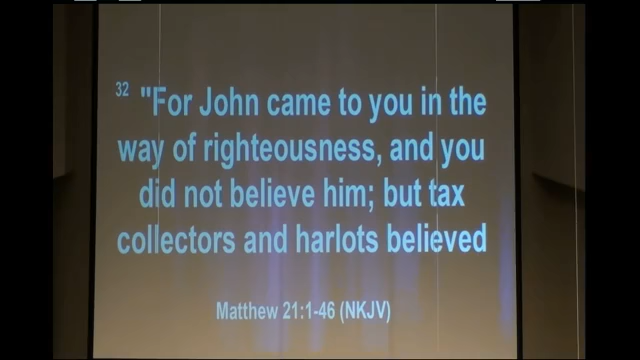 32 "For John came to you in the
way of righteousness, and you
did not believe him; but tax
collectors and harlots believed
Matthew 21:1-46 (NKJV)